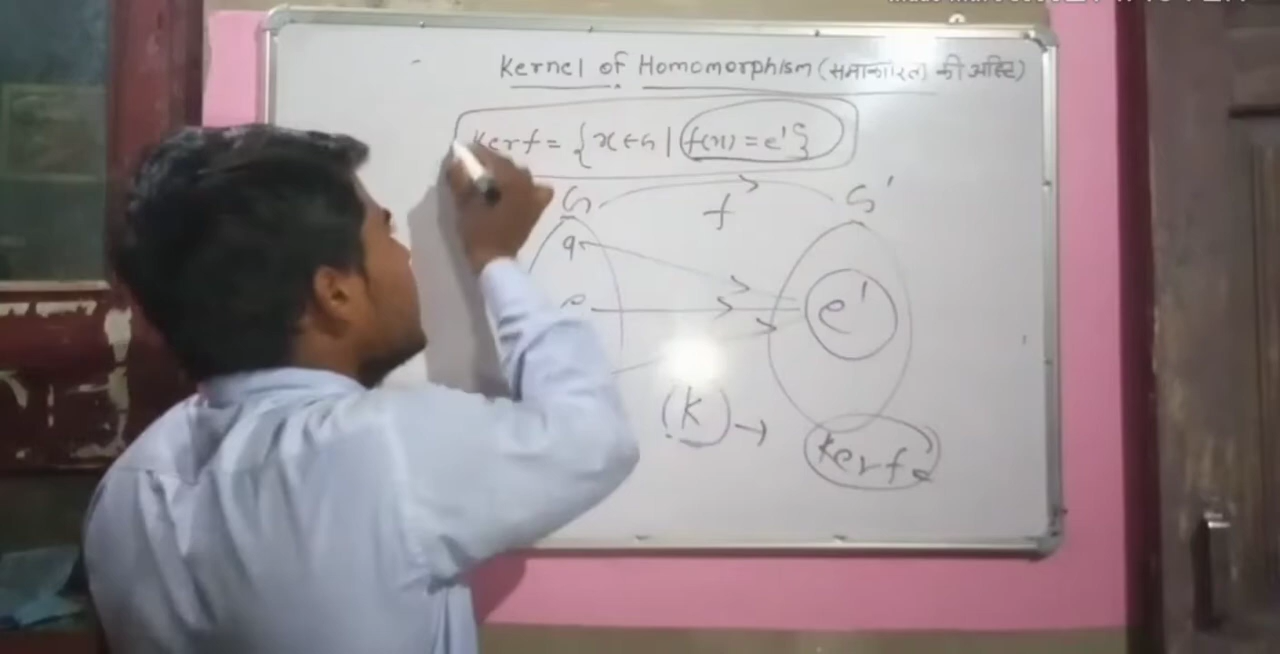 Kernel of Homomorphism (समाकारिता की अष्टि)
Kerf = {x ∈ G | f(x) = e'}
G f G'
a
e e'
(K) →
Kerf